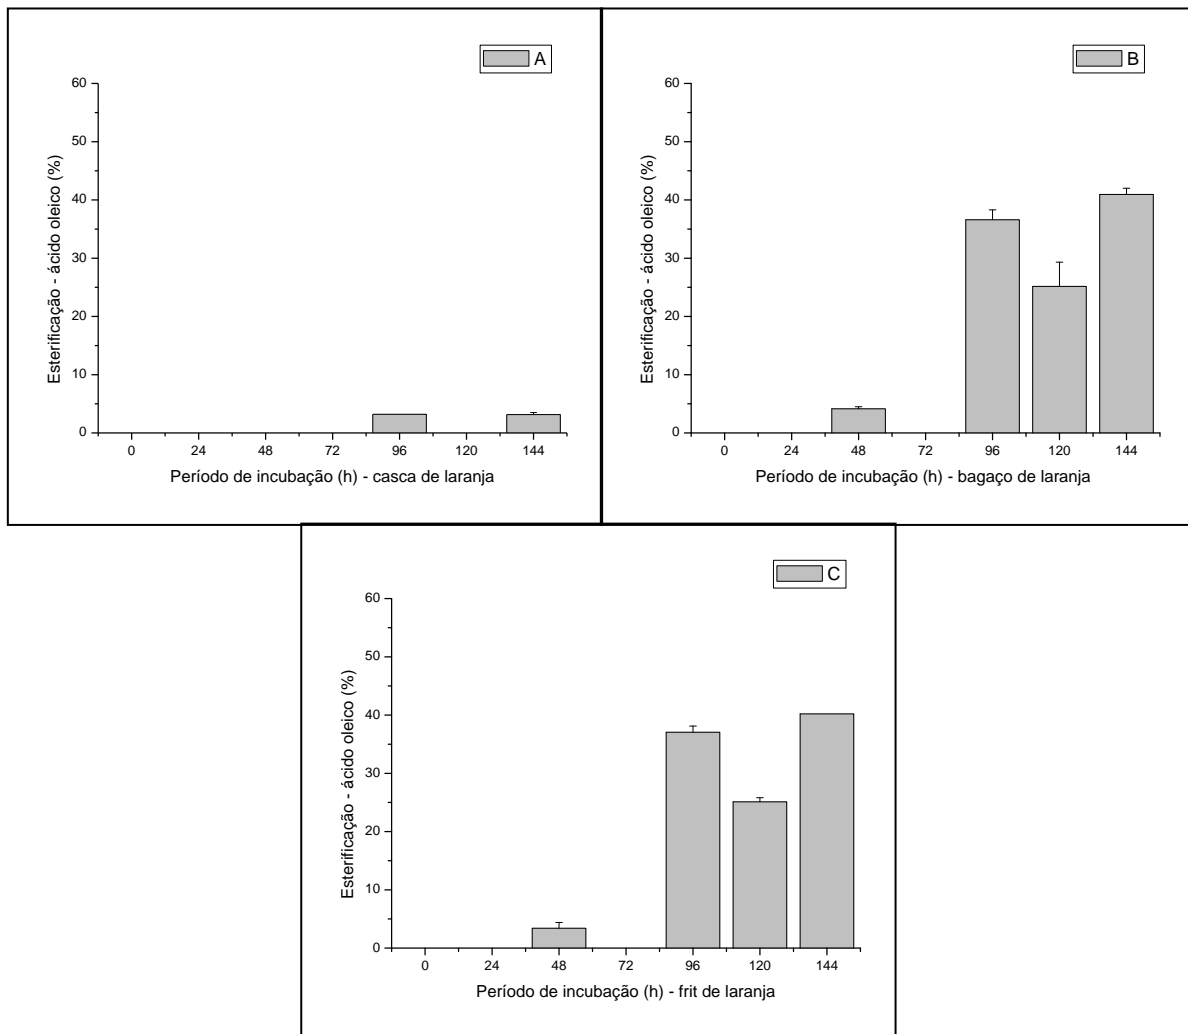 A
60
50
40
30
20
10
0
Esterificação - ácido oleico (%)
0 24 48 72 96 120 144
Período de incubação (h) - casca de laranja
B
60
50
40
30
20
10
0
Esterificação - ácido oleico (%)
0 24 48 72 96 120 144
Período de incubação (h) - bagaço de laranja
C
60
50
40
30
20
10
0
Esterificação - ácido oleico (%)
0 24 48 72 96 120 144
Período de incubação (h) - frit de laranja